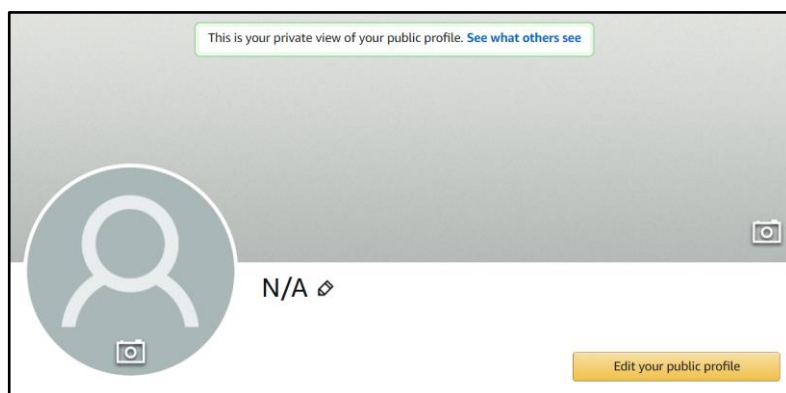 This is your private view of your public profile. See what others see
N/A
Edit your public profile